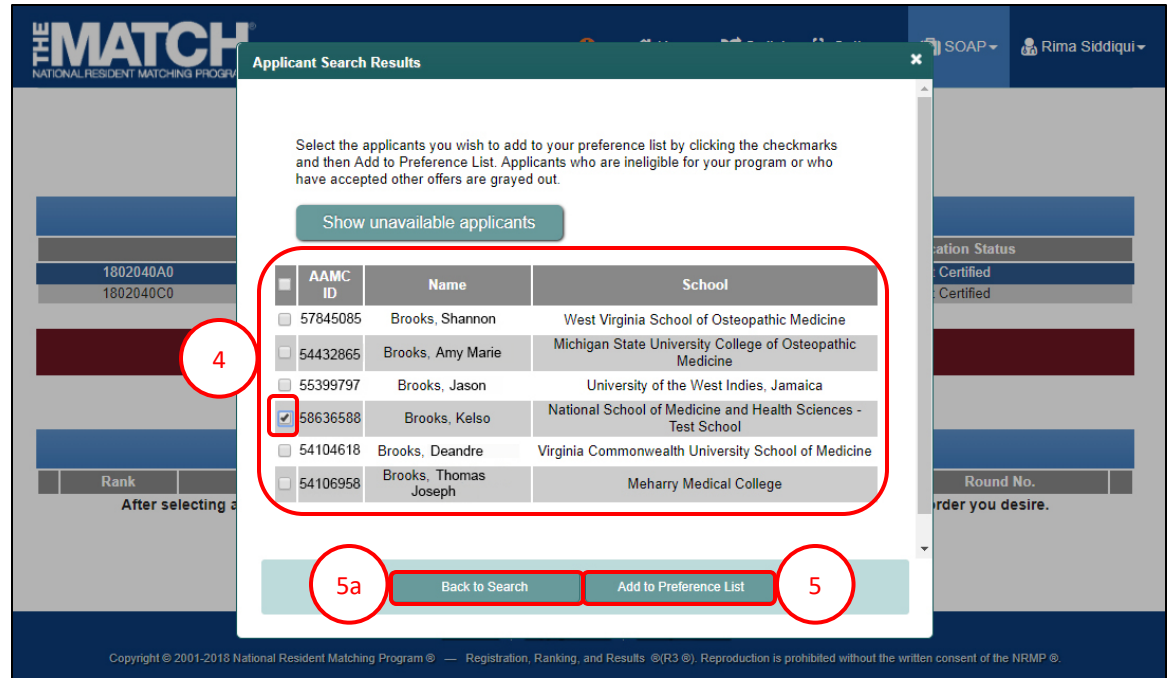 THE MATCH®
NATIONAL RESIDENT MATCHING PROGRA
SOAP
Rima Siddiqui
Applicant Search Results
Select the applicants you wish to add to your preference list by clicking the checkmarks
and then Add to Preference List. Applicants who are ineligible for your program or who
have accepted other offers are grayed out.
Show unavailable applicants
cation Status
1802040A0 Certified
1802040C0 Certified
AAMC ID Name School
57845085 Brooks, Shannon West Virginia School of Osteopathic Medicine
54432865 Brooks, Amy Marie Michigan State University College of Osteopathic
Medicine
4
55399797 Brooks, Jason University of the West Indies, Jamaica
58636588 Brooks, Kelso National School of Medicine and Health Sciences -
Test School
54104618 Brooks, Deandre Virginia Commonwealth University School of Medicine
54106958 Brooks, Thomas
Joseph Meharry Medical College
Rank Round No.
After selecting a rder you desire.
5a Back to Search Add to Preference List 5
Copyright © 2001-2018 National Resident Matching Program ® — Registration, Ranking, and Results ®(R3 ®). Reproduction is prohibited without the written consent of the NRMP ®.